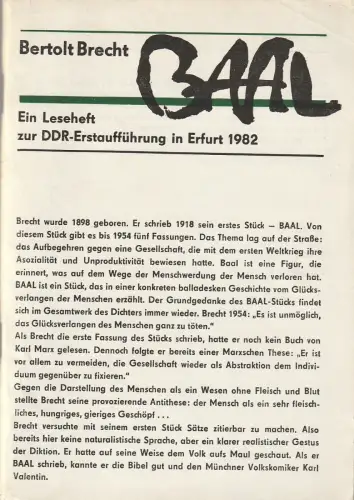 Bertolt Brecht
BAAL
Ein Leseheft
zur DDR-Erstaufführung in Erfurt 1982
Brecht wurde 1898 geboren. Er schrieb 1918 sein erstes Stück – BAAL. Von
diesem Stück gibt es bis 1954 fünf Fassungen. Das Thema lag auf der Straße:
das Aufbegehren gegen eine Gesellschaft, die mit dem ersten Weltkrieg ihre
Asozialität und Unproduktivität bewiesen hatte. Baal ist eine Figur, die
erinnert, was auf dem Wege der Menschwerdung der Mensch verloren hat.
BAAL ist ein Stück, das in einer konkreten balladesken Geschichte vom Glücks-
verlangen der Menschen erzählt. Der Grundgedanke des BAAL-Stücks findet
sich im Gesamtwerk des Dichters immer wieder. Brecht 1954: „Es ist unmöglich,
das Glücksverlangen des Menschen ganz zu töten."
Als Brecht die erste Fassung des Stücks schrieb, hatte er noch kein Buch von
Karl Marx gelesen. Dennoch folgte er bereits einer Marxschen These: „Er ist
vor allem zu vermeiden, die Gesellschaft wieder als Abstraktion dem Indivi-
duum gegenüber zu fixieren."
Gegen die Darstellung des Menschen als ein Wesen ohne Fleisch und Blut
stellte Brecht seine provozierende Antithese: der Mensch als ein sehr fleisch-
liches, hungriges, gieriges Geschöpf . . .
Brecht versuchte mit seinem ersten Stück Sätze zitierbar zu machen. Also
bereits hier keine naturalistische Sprache, aber ein klarer realistischer Gestus
der Diktion. Er hatte auf seine Weise dem Volk aufs Maul geschaut. Als er
BAAL schrieb, kannte er die Bibel gut und den Münchner Volkskomiker Karl
Valentin.